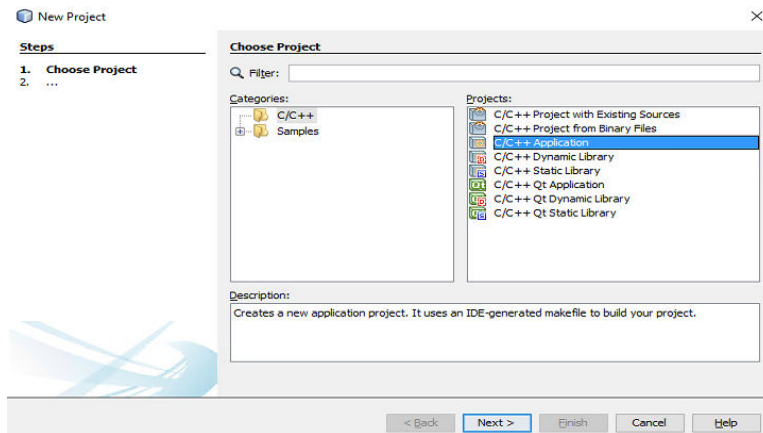 New Project
Steps
1. Choose Project
2. ...
Choose Project
Filter:
Categories:
C/C++
Samples
Projects:
C/C++ Project with Existing Sources
C/C++ Project from Binary Files
C/C++ Application
C/C++ Dynamic Library
C/C++ Static Library
C/C++ Qt Application
C/C++ Qt Dynamic Library
C/C++ Qt Static Library
Description:
Creates a new application project. It uses an IDE-generated makefile to build your project.
< Back Next > Finish Cancel Help